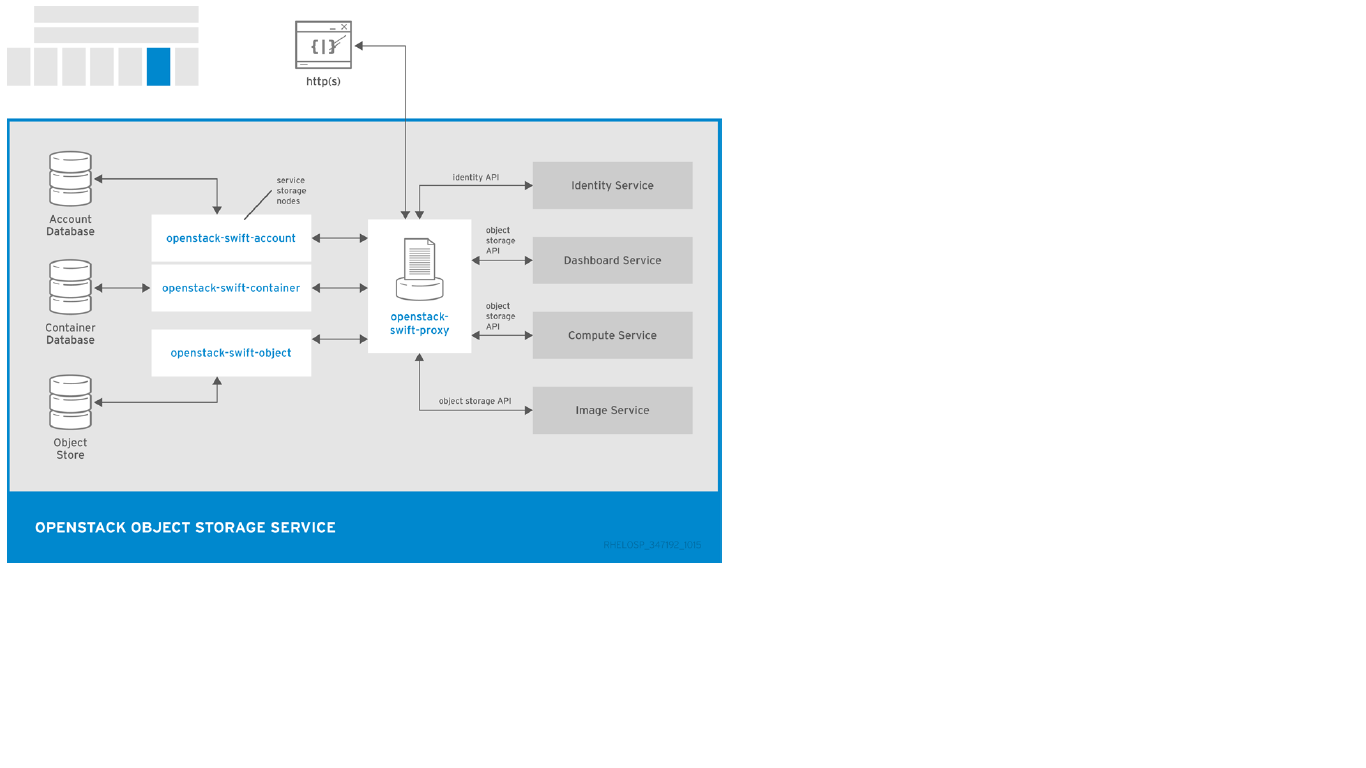 {|}
http(s)
Account
Database
service
storage
nodes
openstack-swift-account
identity API
Identity Service
object
storage
API
Dashboard Service
Container
Database
openstack-swift-container
openstack-
swift-proxy
object
storage
API
Compute Service
openstack-swift-object
Object
Store
object storage API
Image Service
OPENSTACK OBJECT STORAGE SERVICE
RHELOSP_347192_1015